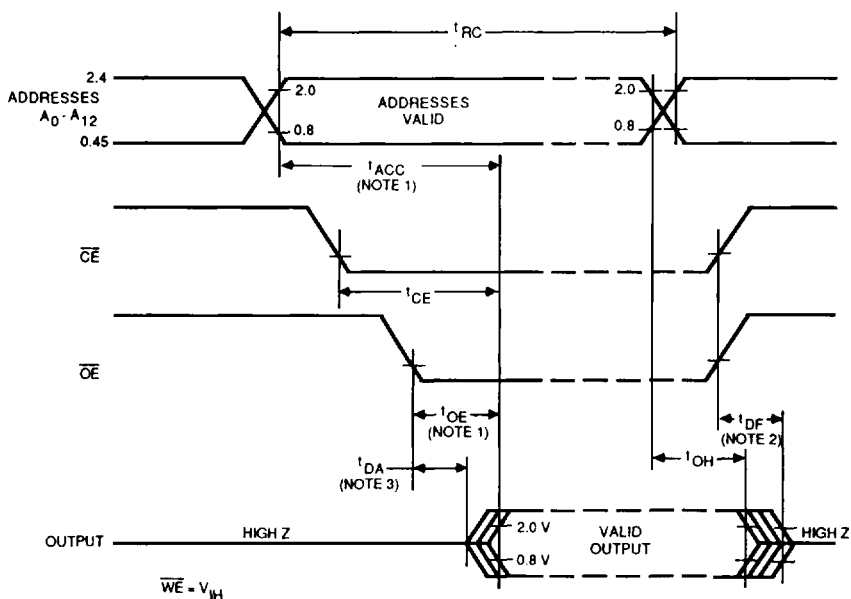 tRC
2.4
ADDRESSES
A0 - A12
0.45
2.0
0.8
ADDRESSES
VALID
2.0
0.8
tACC
(NOTE 1)
CE
tCE
OE
tOE
(NOTE 1)
tDF
(NOTE 2)
tDA
(NOTE 3)
tOH
OUTPUT
HIGH Z
2.0 V
0.8 V
VALID
OUTPUT
HIGH Z
WE = VIH